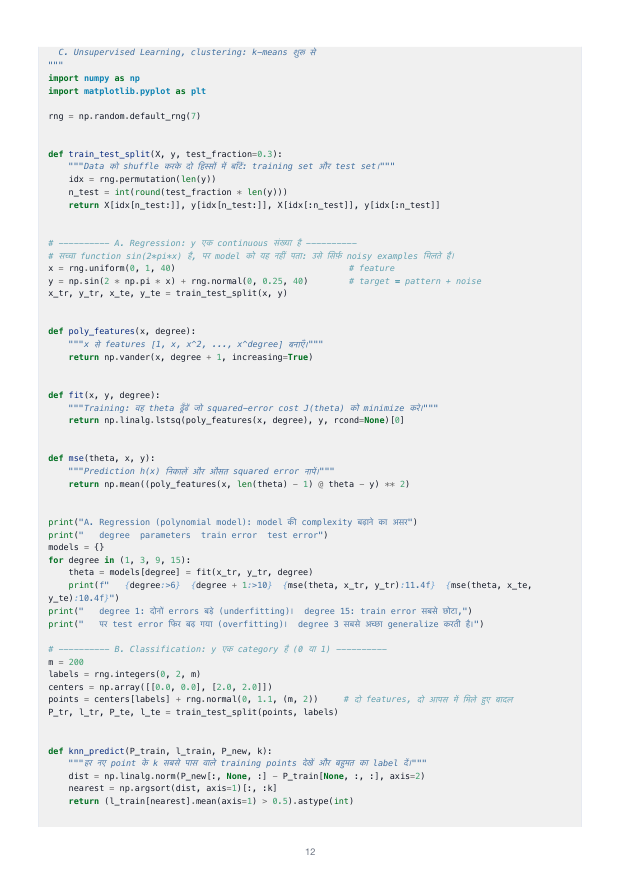 C. Unsupervised Learning, clustering: k-means शुरू से
"""
import numpy as np
import matplotlib.pyplot as plt
rng = np.random.default_rng(7)
def train_test_split(X, y, test_fraction=0.3):
"""Data को shuffle करके दो हिस्सों में बाँटें: training set और test set।"""
idx = rng.permutation(len(y))
n_test = int(round(test_fraction * len(y)))
return X[idx[n_test:]], y[idx[n_test:]], X[idx[:n_test]], y[idx[:n_test]]
# ---------- A. Regression: y एक continuous संख्या है ----------
# सच्चा function sin(2*pi*x) है, पर model को यह नहीं पता: उसे सिर्फ़ noisy examples मिलते हैं।
x = rng.uniform(0, 1, 40) # feature
y = np.sin(2 * np.pi * x) + rng.normal(0, 0.25, 40) # target = pattern + noise
x_tr, y_tr, x_te, y_te = train_test_split(x, y)
def poly_features(x, degree):
"""x से features [1, x, x^2, ..., x^degree] बनाएँ।"""
return np.vander(x, degree + 1, increasing=True)
def fit(x, y, degree):
"""Training: वह theta ढूँढें जो squared-error cost J(theta) को minimize करे।"""
return np.linalg.lstsq(poly_features(x, degree), y, rcond=None)[0]
def mse(theta, x, y):
"""Prediction h(x) निकालें और औसत squared error नापें।"""
return np.mean((poly_features(x, len(theta) - 1) @ theta - y) ** 2)
print("A. Regression (polynomial model): model की complexity बढ़ाने का असर")
print("   degree  parameters  train error  test error")
models = {}
for degree in (1, 3, 9, 15):
theta = models[degree] = fit(x_tr, y_tr, degree)
print(f"   {degree:>6}  {degree + 1:>10}  {mse(theta, x_tr, y_tr):11.4f}  {mse(theta, x_te,
y_te):10.4f}")
print("   degree 1: दोनों errors बड़े (underfitting)।  degree 15: train error सबसे छोटा,")
print("   पर test error फिर बढ़ गया (overfitting)।  degree 3 सबसे अच्छा generalize करती है।")
# ---------- B. Classification: y एक category है (0 या 1) ----------
m = 200
labels = rng.integers(0, 2, m)
centers = np.array([[0.0, 0.0], [2.0, 2.0]])
points = centers[labels] + rng.normal(0, 1.1, (m, 2)) # दो features, दो आपस में मिले हुए बादल
P_tr, l_tr, P_te, l_te = train_test_split(points, labels)
def knn_predict(P_train, l_train, P_new, k):
"""हर नए point के k सबसे पास वाले training points देखें और बहुमत का label दें।"""
dist = np.linalg.norm(P_new[:, None, :] - P_train[None, :, :], axis=2)
nearest = np.argsort(dist, axis=1)[:, :k]
return (l_train[nearest].mean(axis=1) > 0.5).astype(int)
12